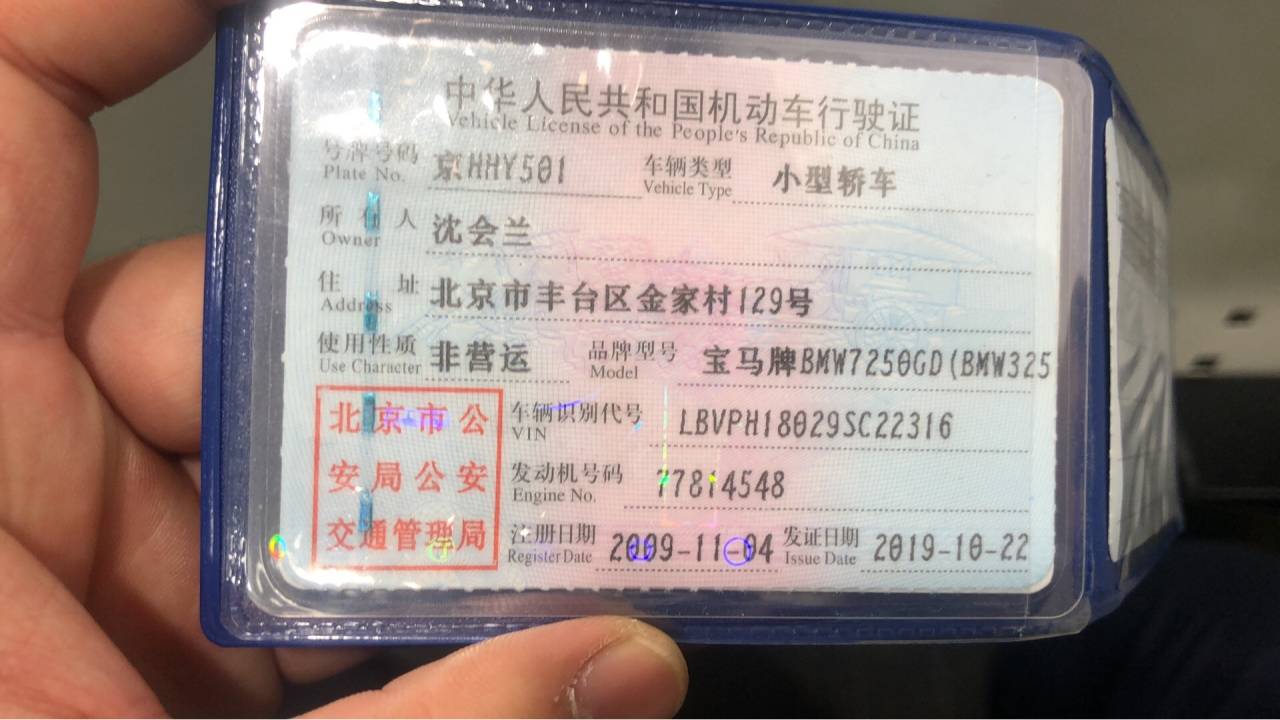 中华人民共和国机动车行驶证
Vehicle License of the People's Republic of China
号牌号码 京HHY501 车辆类型 小型轿车
Plate No. Vehicle Type
所有人 沈会兰
Owner
住址 北京市丰台区金家村129号
Address
使用性质 非营运 品牌型号 宝马牌BMW7250GD(BMW325
Use Character Model
北京市公
安局公安
交通管理局
车辆识别代号 LBVPH18029SC22316
VIN
发动机号码 77814548
Engine No.
注册日期 2009-11-04 发证日期 2019-10-22
Register Date Issue Date